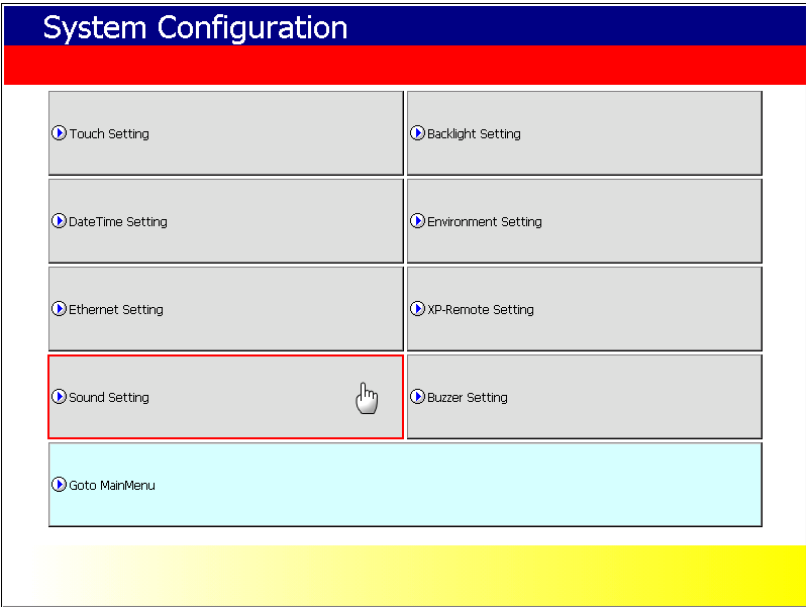 System Configuration
Touch Setting
Backlight Setting
DateTime Setting
Environment Setting
Ethernet Setting
XP-Remote Setting
Sound Setting
Buzzer Setting
Goto MainMenu